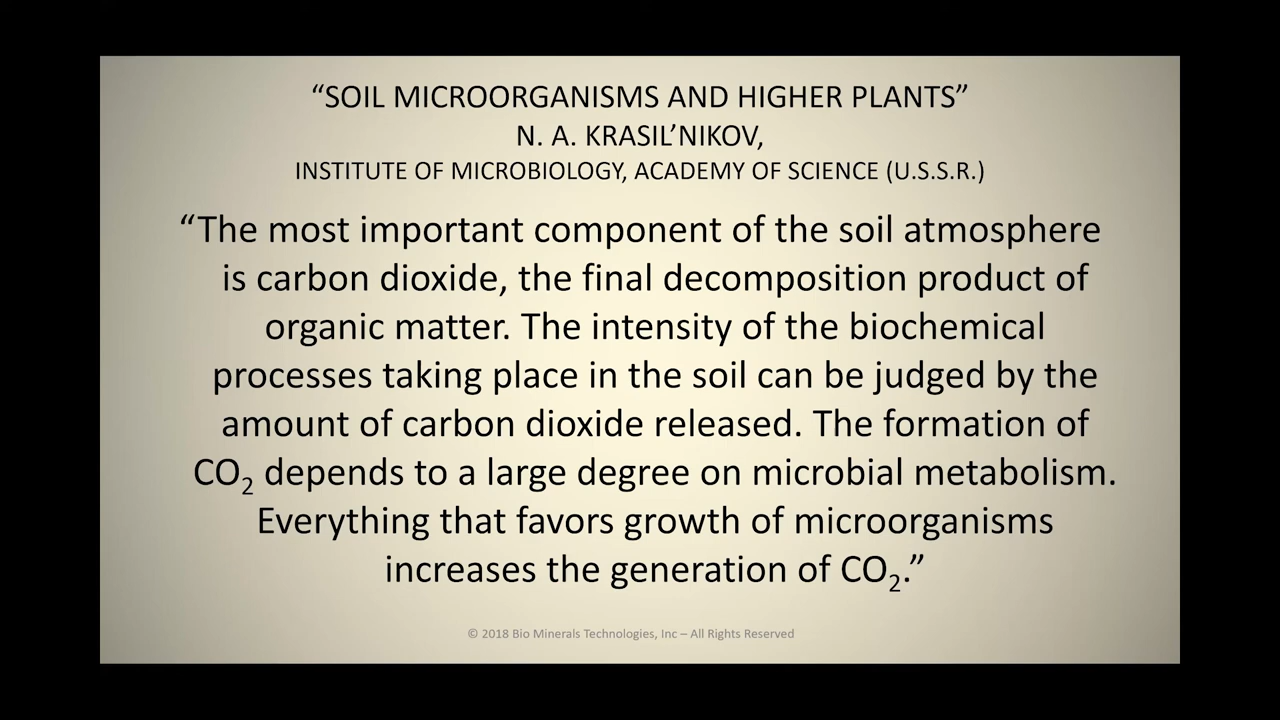 “SOIL MICROORGANISMS AND HIGHER PLANTS”
N. A. KRASIL’NIKOV,
INSTITUTE OF MICROBIOLOGY, ACADEMY OF SCIENCE (U.S.S.R.)
“The most important component of the soil atmosphere
is carbon dioxide, the final decomposition product of
organic matter. The intensity of the biochemical
processes taking place in the soil can be judged by the
amount of carbon dioxide released. The formation of
CO₂ depends to a large degree on microbial metabolism.
Everything that favors growth of microorganisms
increases the generation of CO₂.”
© 2018 Bio Minerals Technologies, Inc – All Rights Reserved